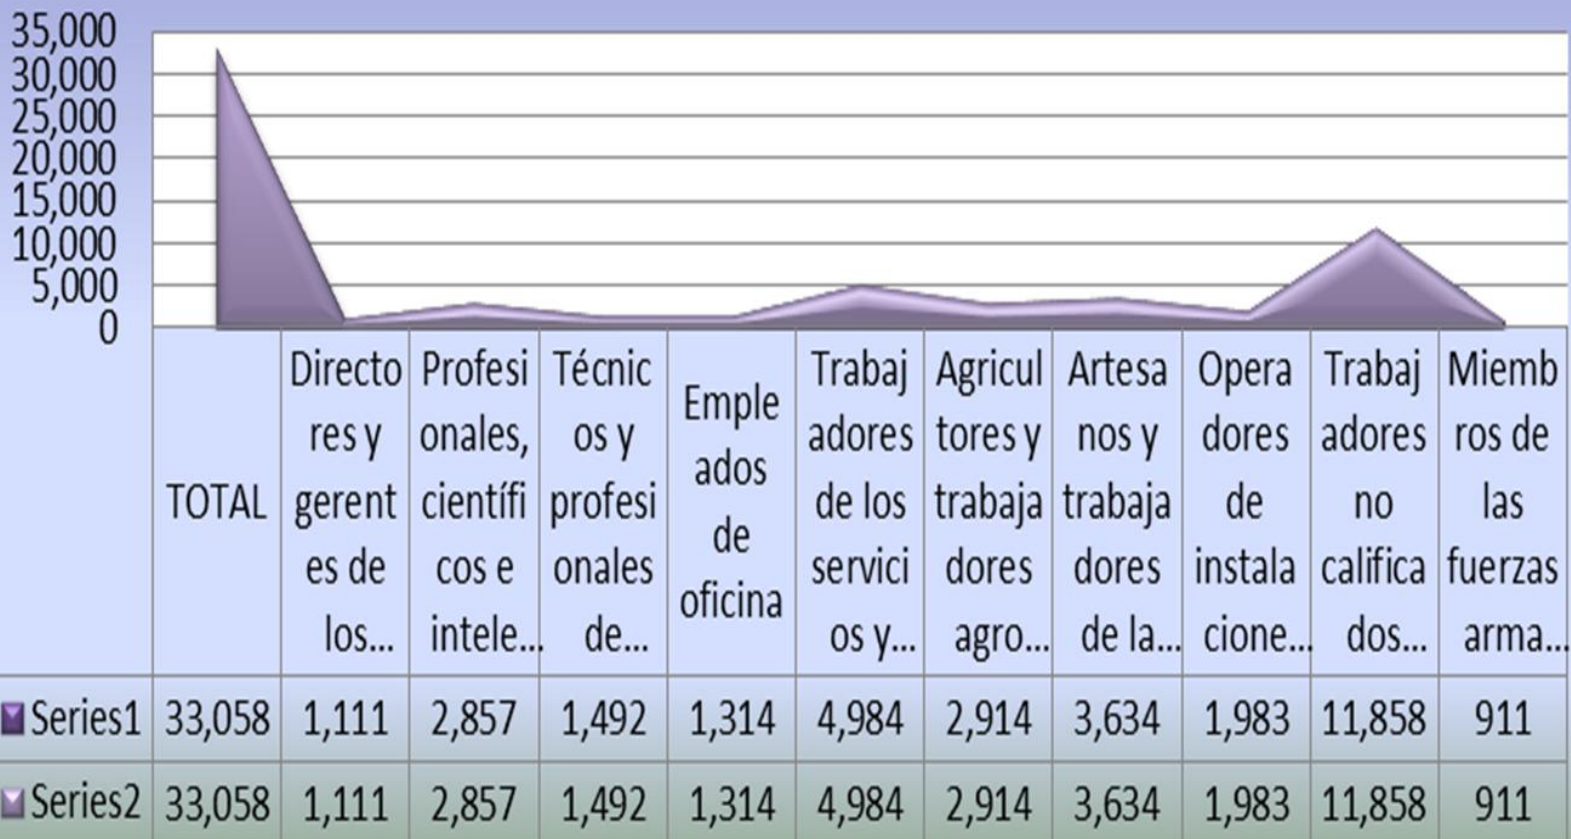 35,000
30,000
25,000
20,000
15,000
10,000
5,000
0
TOTAL
Directo
res y
gerent
es de
los...
Profesi
onales,
científi
cos e
intele...
Técnic
os y
profesi
onales
de...
Emple
ados
de
oficina
Trabaj
adores
de los
servici
os y...
Agricul
tores y
trabaja
dores
agro...
Artesa
nos y
trabaja
dores
de la...
Opera
dores
de
instala
cione...
Trabaj
adores
no
califica
dos...
Miemb
ros de
las
fuerzas
arma...
Series1 33,058 1,111 2,857 1,492 1,314 4,984 2,914 3,634 1,983 11,858 911
Series2 33,058 1,111 2,857 1,492 1,314 4,984 2,914 3,634 1,983 11,858 911